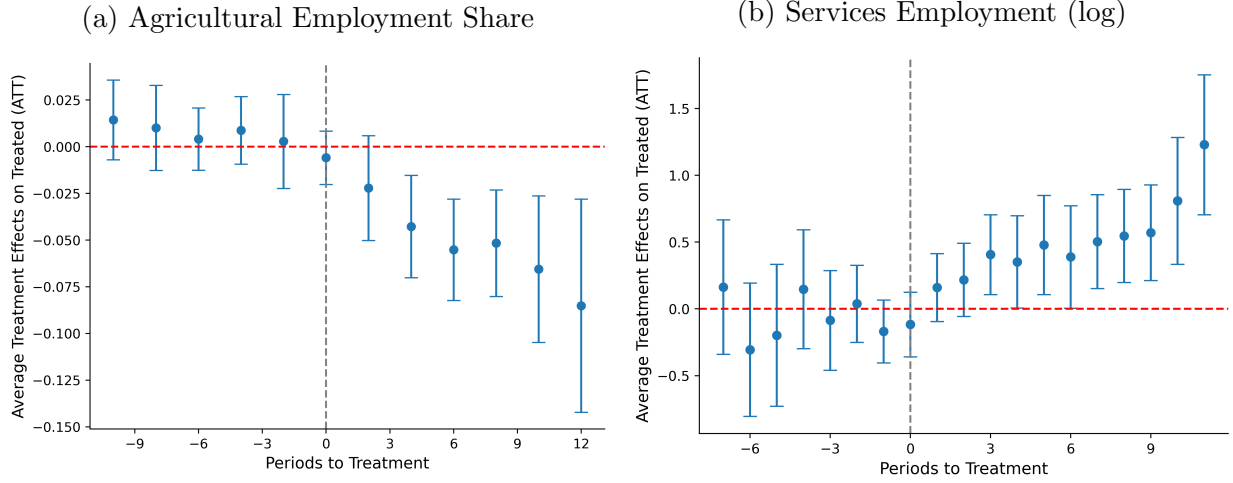 (a) Agricultural Employment Share
Average Treatment Effects on Treated (ATT)
0.025
0.000
−0.025
−0.050
−0.075
−0.100
−0.125
−0.150
−9 −6 −3 0 3 6 9 12
Periods to Treatment
(b) Services Employment (log)
Average Treatment Effects on Treated (ATT)
1.5
1.0
0.5
0.0
−0.5
−6 −3 0 3 6 9
Periods to Treatment